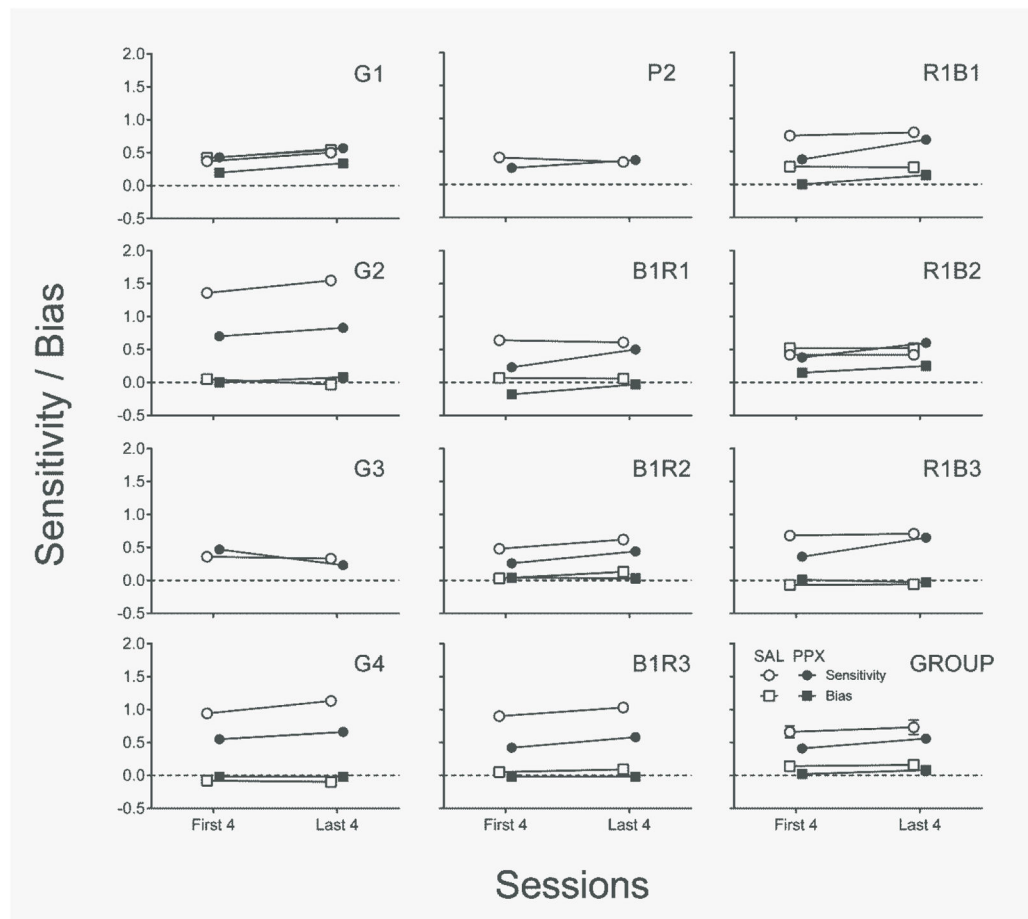 Sensitivity / Bias
2.0
1.5
1.0
0.5
0.0
-0.5
G1
P2
R1B1
2.0
1.5
1.0
0.5
0.0
-0.5
G2
B1R1
R1B2
2.0
1.5
1.0
0.5
0.0
-0.5
G3
B1R2
R1B3
2.0
1.5
1.0
0.5
0.0
-0.5
G4
B1R3
GROUP
SAL PPX
Sensitivity
Bias
First 4 Last 4
First 4 Last 4
First 4 Last 4
Sessions